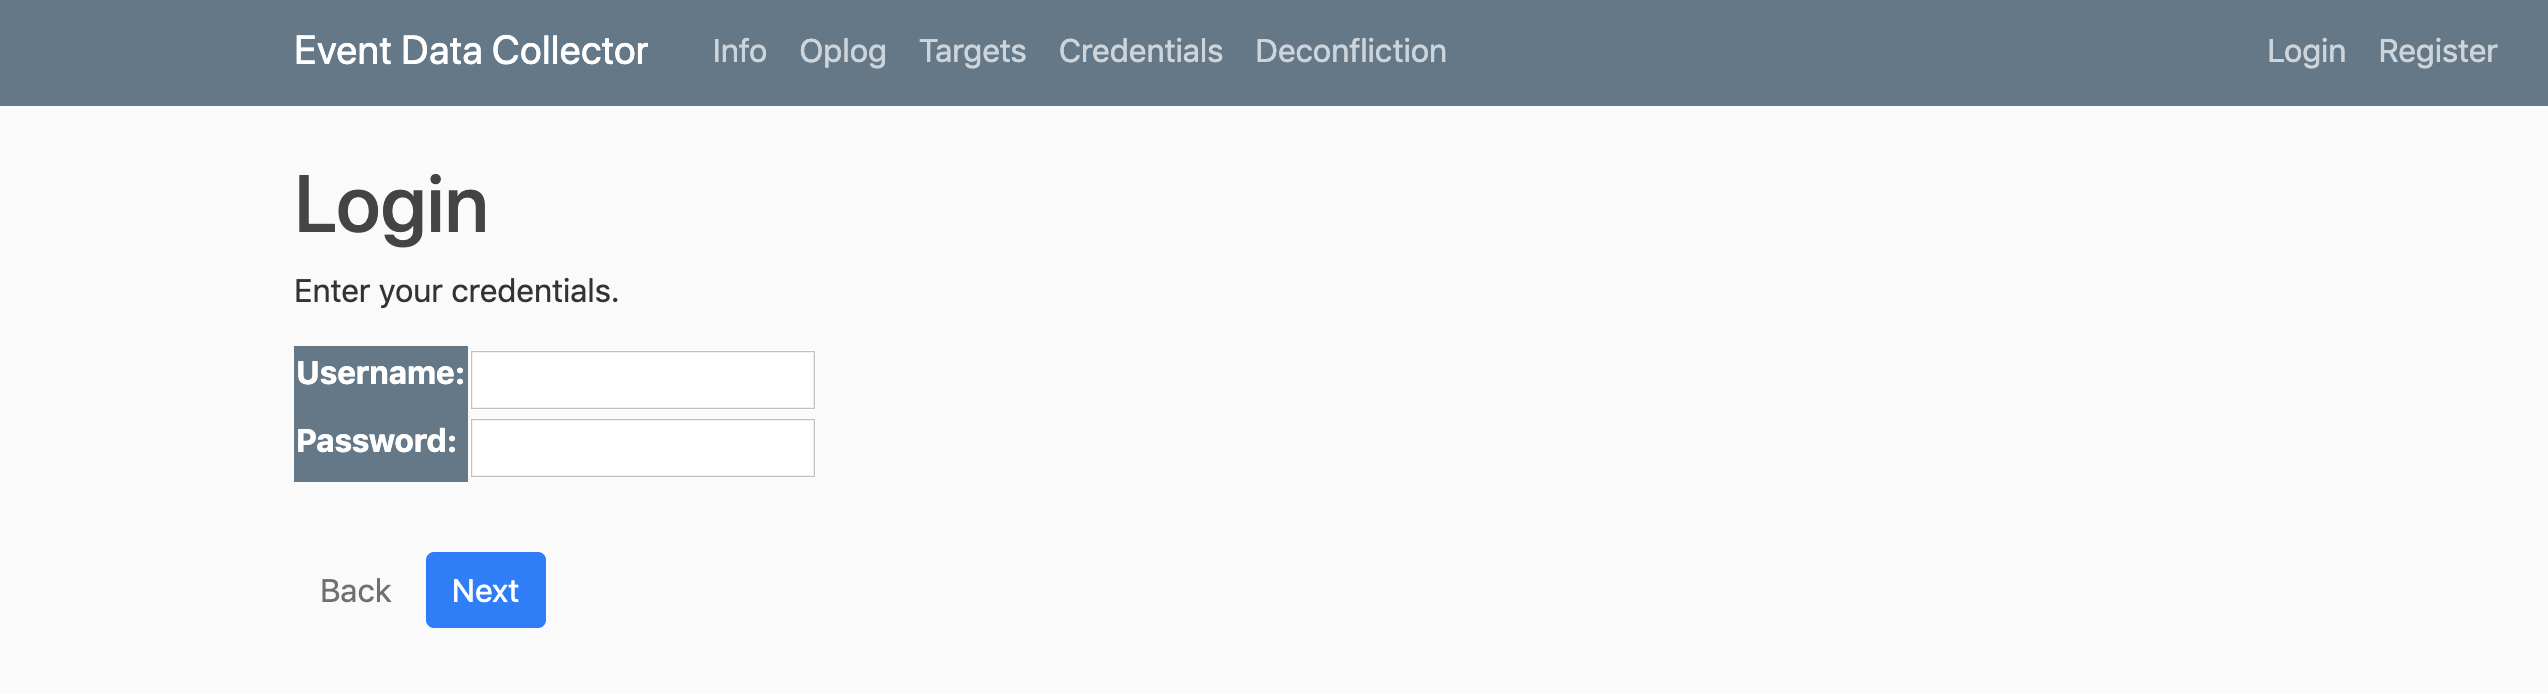 Event Data Collector Info Oplog Targets Credentials Deconfliction Login Register
Login
Enter your credentials.
Username:
Password:
Back Next